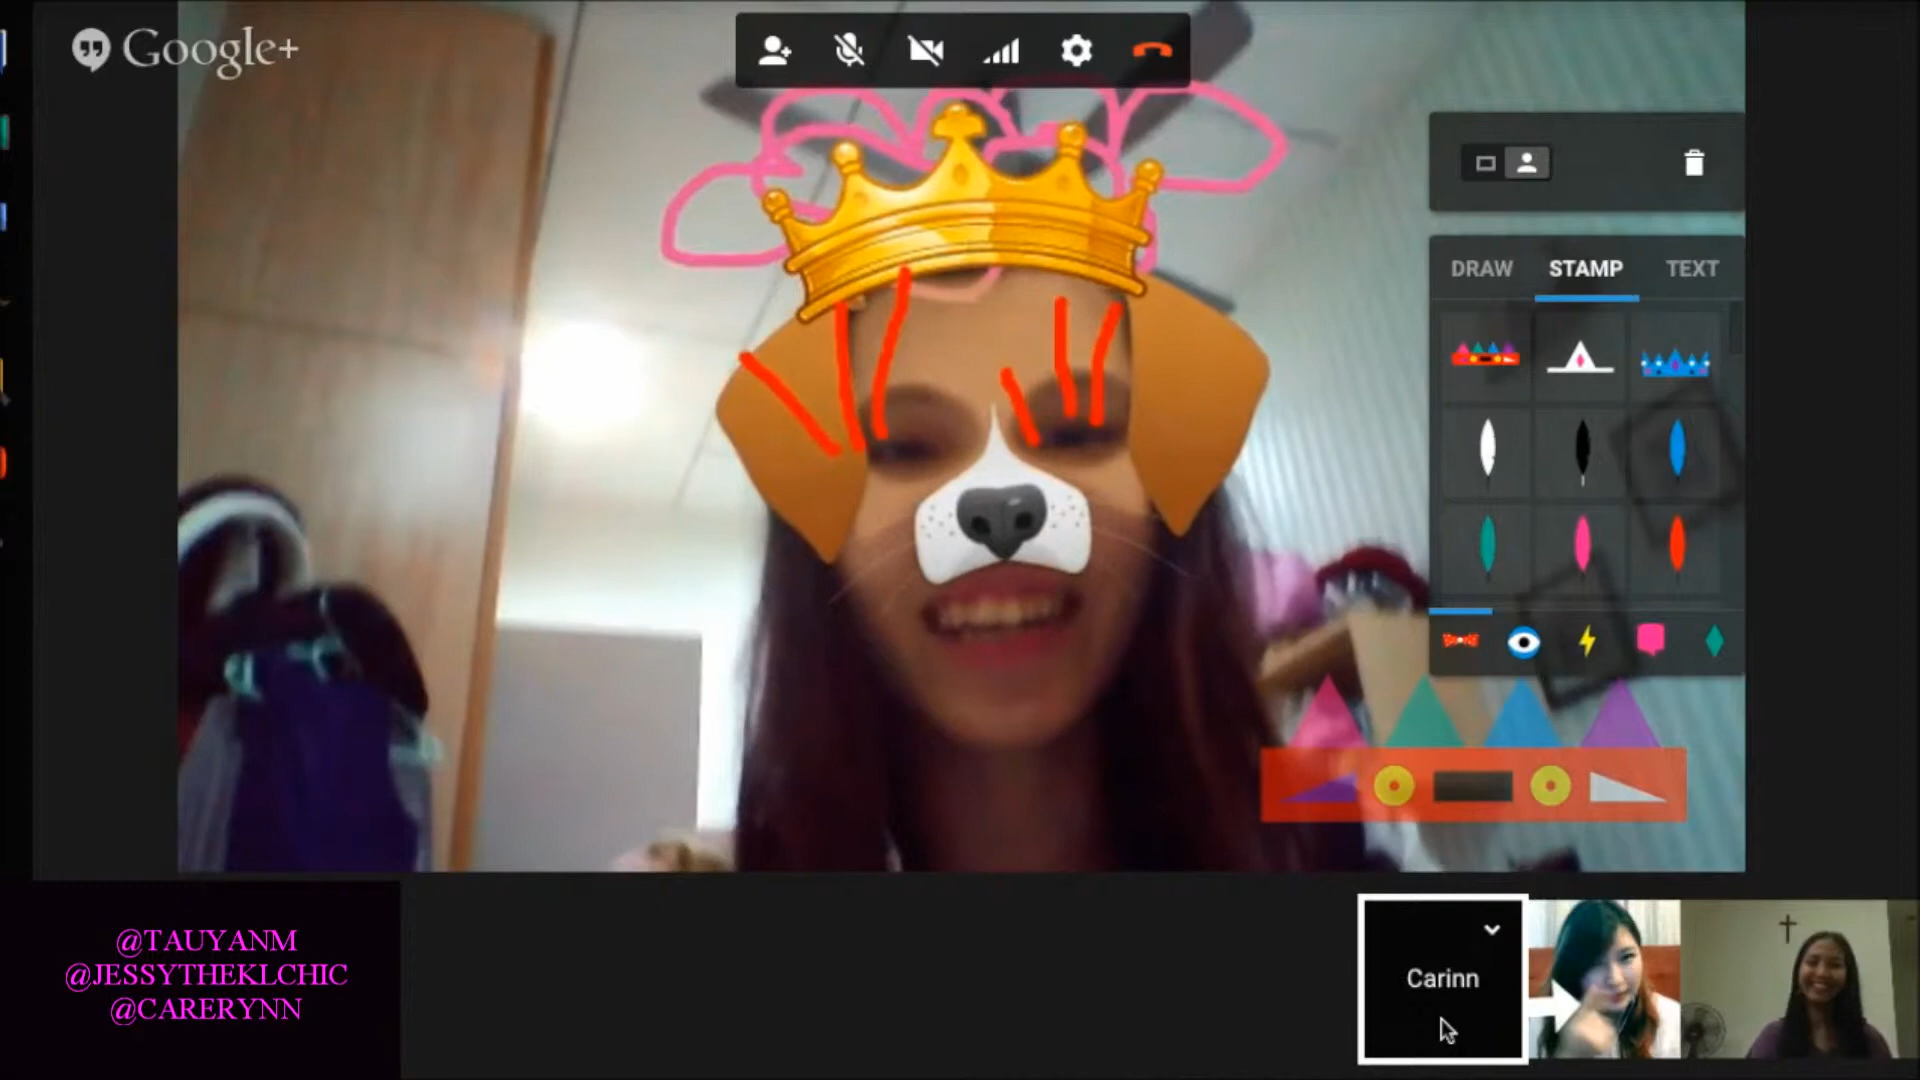 Google+
DRAW STAMP TEXT
Carinn
@TAUYANM
@JESSYTHEKLCHIC
@CARERYNN